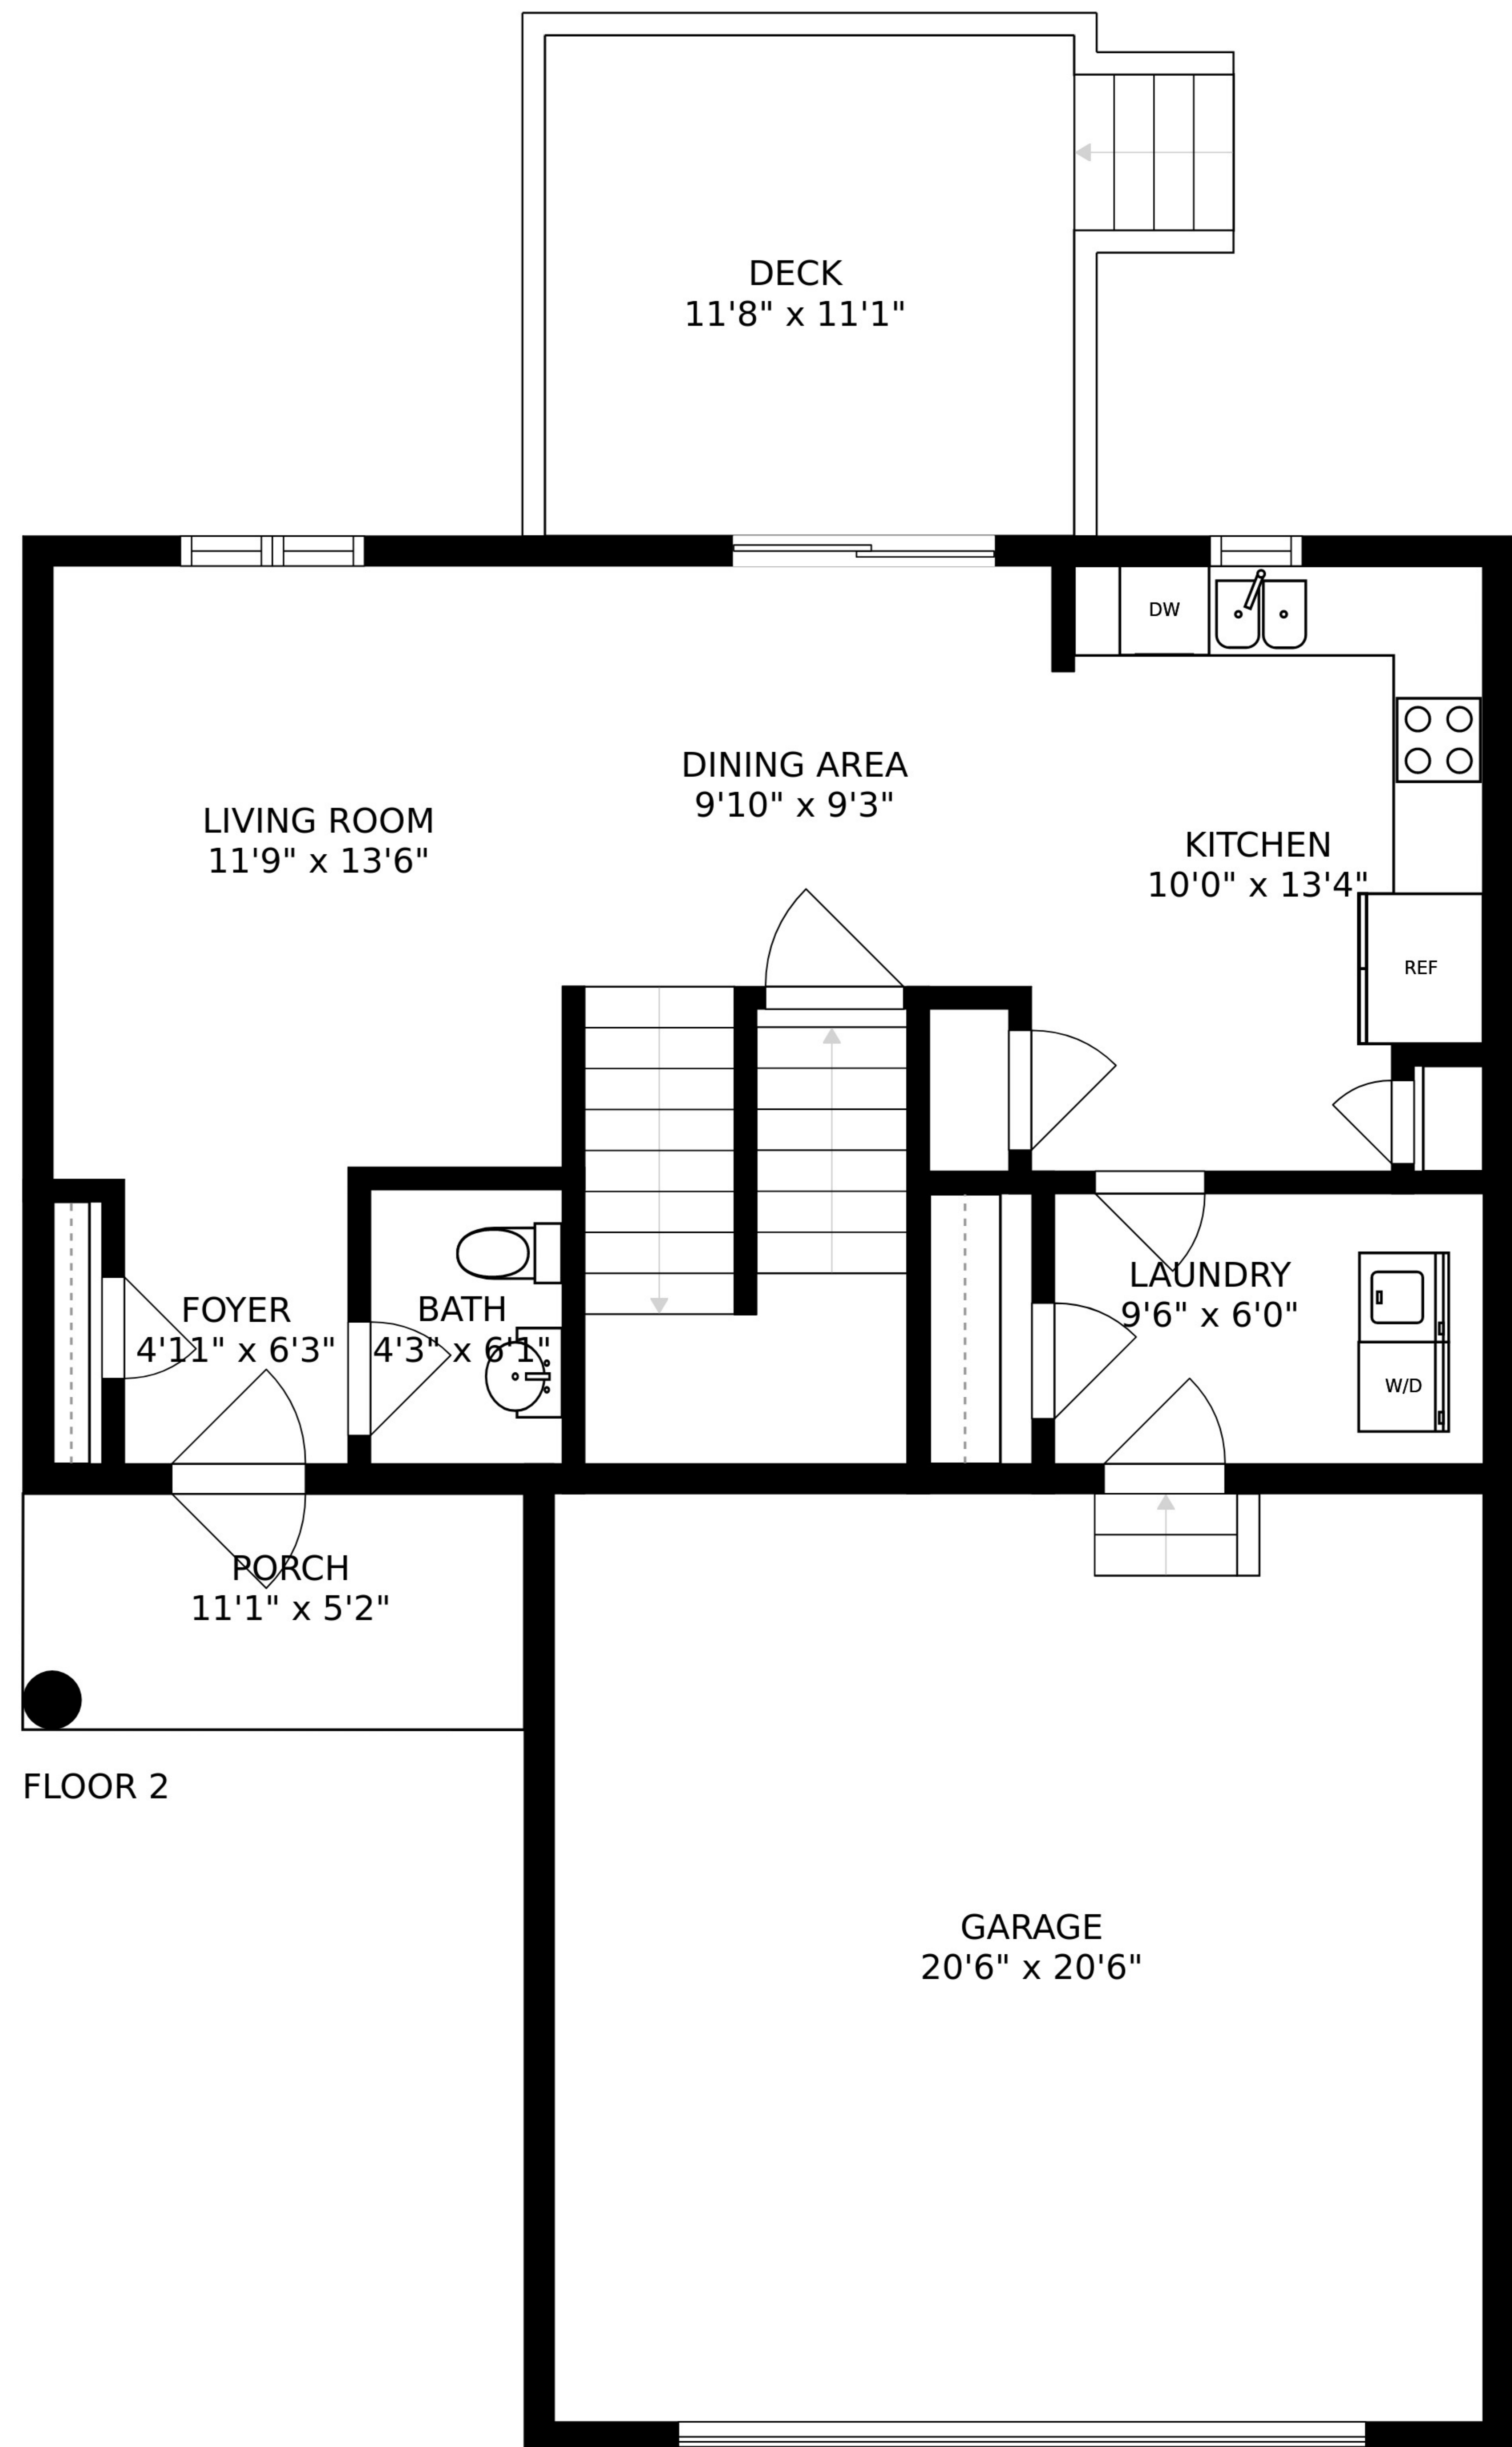 DECK
11'8" x 11'1"
DW
DINING AREA
9'10" x 9'3"
LIVING ROOM
11'9" x 13'6"
KITCHEN
10'0" x 13'4"
REF
FOYER
4'11" x 6'3"
BATH
4'3" x 6'1"
LAUNDRY
9'6" x 6'0"
W/D
PORCH
11'1" x 5'2"
FLOOR 2
GARAGE
20'6" x 20'6"